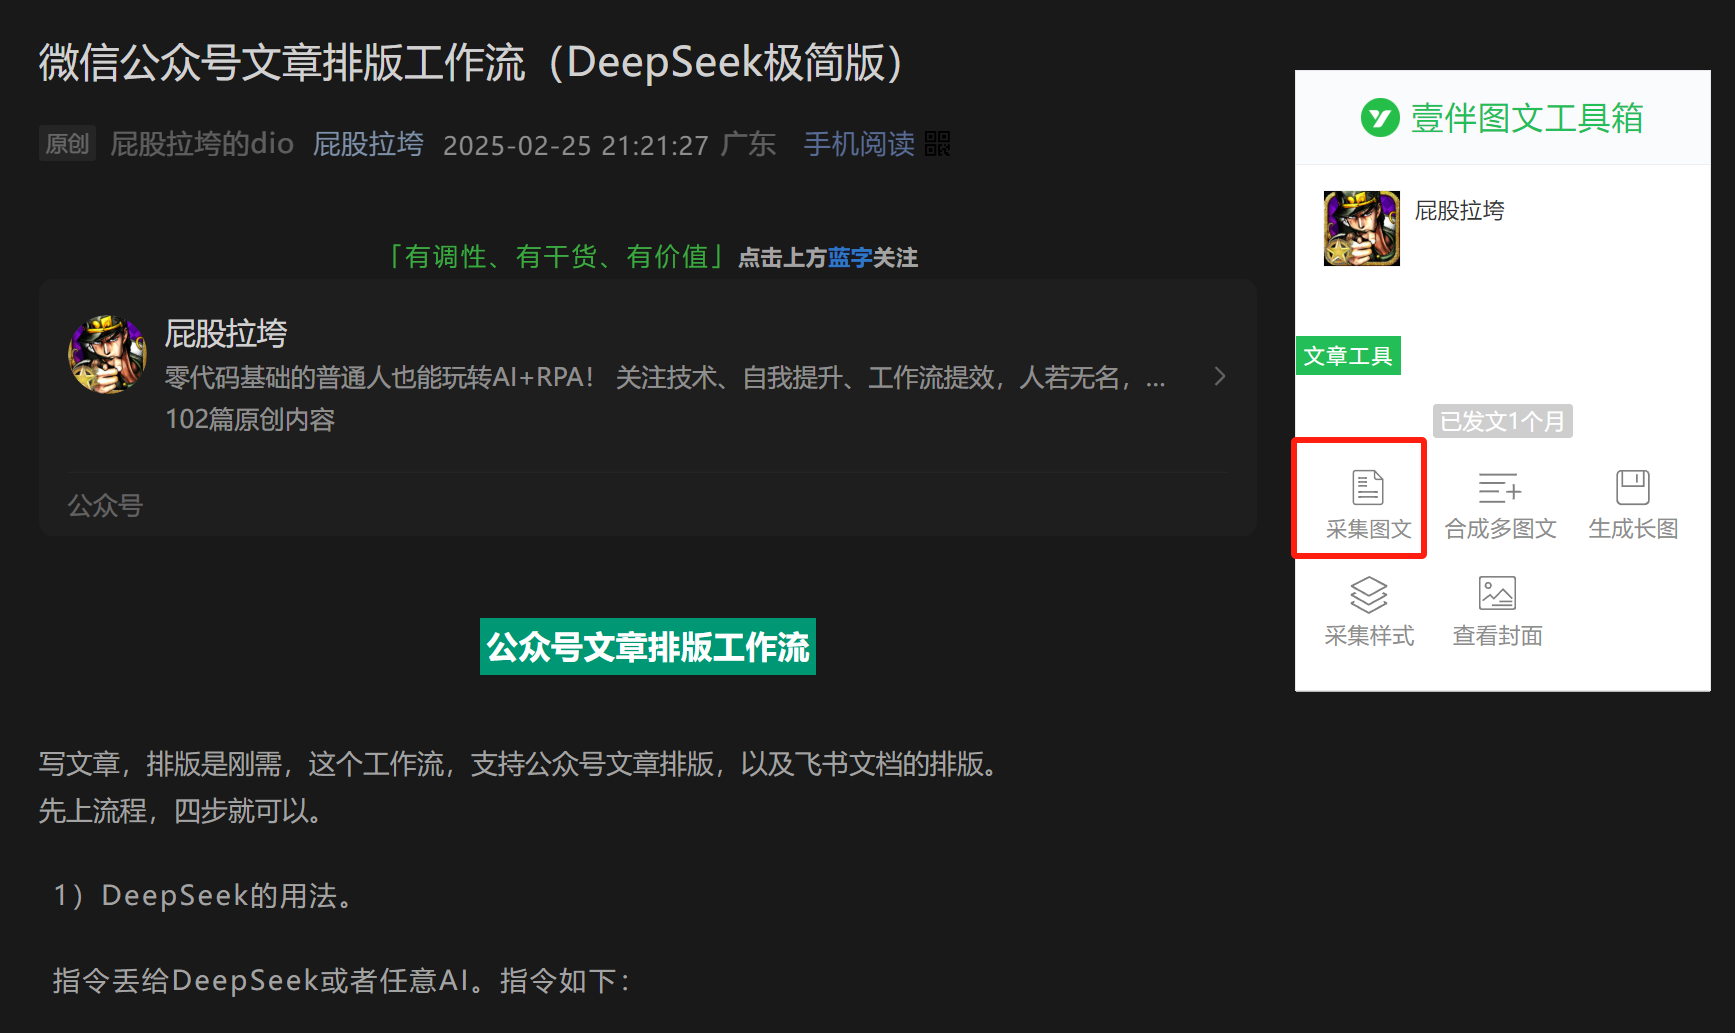 微信公众号文章排版工作流（DeepSeek极简版）
原创 屁股拉垮的dio 屁股拉垮 2025-02-25 21:21:27 广东 手机阅读
「有调性、有干货、有价值」点击上方蓝字关注
屁股拉垮
零代码基础的普通人也能玩转AI+RPA！ 关注技术、自我提升、工作流提效，人若无名，...
102篇原创内容
公众号
公众号文章排版工作流
写文章，排版是刚需，这个工作流，支持公众号文章排版，以及飞书文档的排版。
先上流程，四步就可以。
1）DeepSeek的用法。
指令丢给DeepSeek或者任意AI。指令如下：
壹伴图文工具箱
屁股拉垮
文章工具
已发文1个月
采集图文 合成多图文 生成长图
采集样式 查看封面